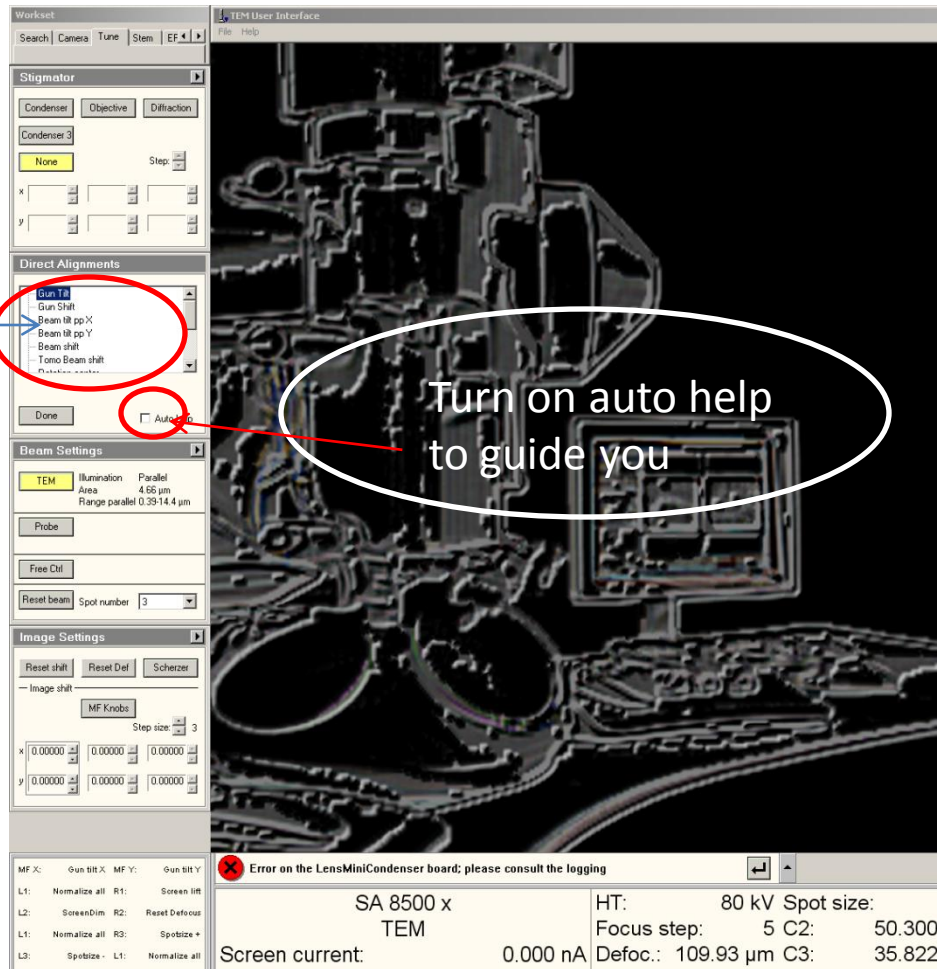 Workset
Search Camera Tune Stem EF
Stigmator
Condenser Objective Diffraction
Condenser 3
None Step:
x
y
Direct Alignments
Gun Tilt
Gun Shift
Beam tilt pp X
Beam tilt pp Y
Beam shift
Tomo Beam shift
Rotation center
Done Auto help
Beam Settings
TEM Illumination Parallel
Area 4.66 µm
Range parallel 0.39-14.4 µm
Probe
Free Ctrl
Reset beam Spot number 3
Image Settings
Reset shift Reset Def Scherzer
Image shift
MF Knobs
Step size: 3
x 0.00000 0.00000 0.00000
y 0.00000 0.00000 0.00000
MF X: Gun tilt X MF Y: Gun tilt Y
L1: Normalize all R1: Screen lift
L2: ScreenDim R2: Reset Defocus
L1: Normalize all R3: Spotsize +
L3: Spotsize - L1: Normalize all
TEM User Interface
File Help
Turn on auto help
to guide you
Error on the LensMiniCondenser board; please consult the logging
SA 8500 x
TEM
Screen current: 0.000 nA
HT: 80 kV Spot size:
Focus step: 5 C2: 50.300
Defoc.: 109.93 µm C3: 35.822